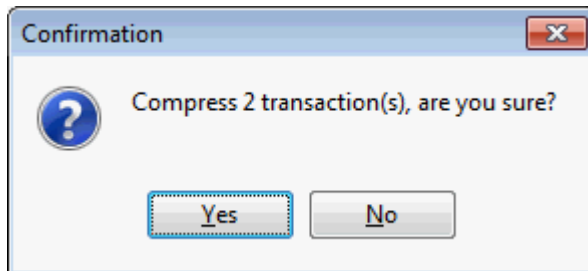 Confirmation
Compress 2 transaction(s), are you sure?
Yes
No